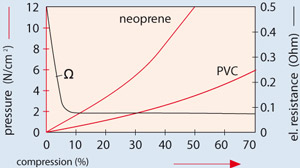 pressure (N/cm²)
12
10
8
6
4
2
0
neoprene
Ω
PVC
0.5
0.4
0.3
0.2
0.1
0
el. resistance (Ohm)
0 10 20 30 40 50 60 70
compression (%)